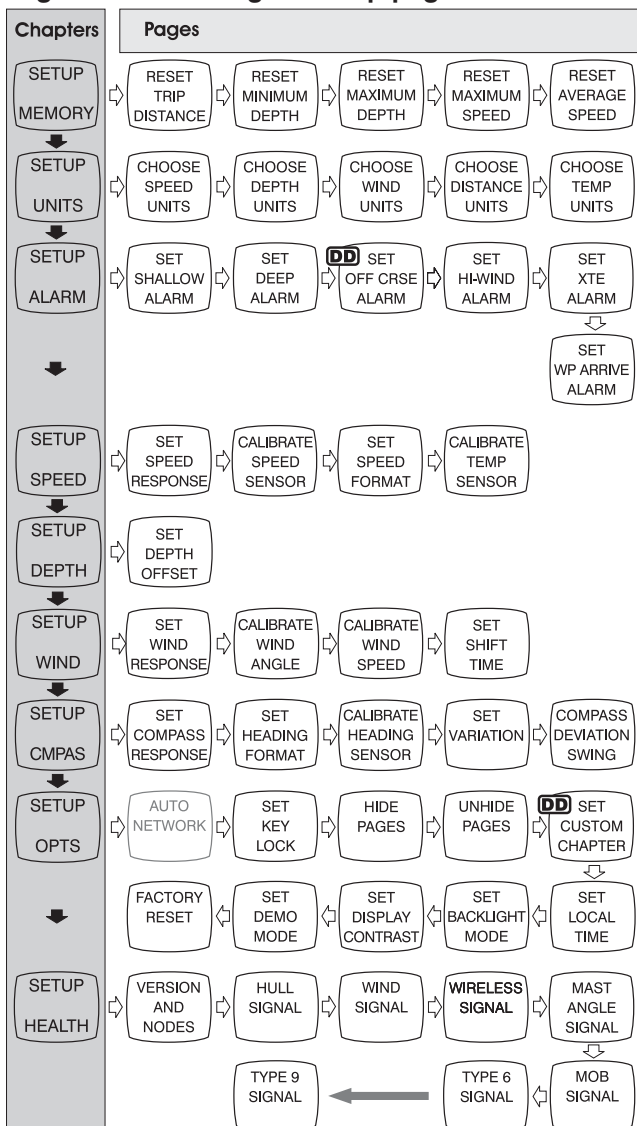 Chapters Pages
SETUP MEMORY
RESET TRIP DISTANCE
RESET MINIMUM DEPTH
RESET MAXIMUM DEPTH
RESET MAXIMUM SPEED
RESET AVERAGE SPEED
SETUP UNITS
CHOOSE SPEED UNITS
CHOOSE DEPTH UNITS
CHOOSE WIND UNITS
CHOOSE DISTANCE UNITS
CHOOSE TEMP UNITS
SETUP ALARM
SET SHALLOW ALARM
SET DEEP ALARM
DD SET OFF CRSE ALARM
SET HI-WIND ALARM
SET XTE ALARM
SET WP ARRIVE ALARM
SETUP SPEED
SET SPEED RESPONSE
CALIBRATE SPEED SENSOR
SET SPEED FORMAT
CALIBRATE TEMP SENSOR
SETUP DEPTH
SET DEPTH OFFSET
SETUP WIND
SET WIND RESPONSE
CALIBRATE WIND ANGLE
CALIBRATE WIND SPEED
SET SHIFT TIME
SETUP CMPAS
SET COMPASS RESPONSE
SET HEADING FORMAT
CALIBRATE HEADING SENSOR
SET VARIATION
COMPASS DEVIATION SWING
SETUP OPTS
AUTO NETWORK
SET KEY LOCK
HIDE PAGES
UNHIDE PAGES
DD SET CUSTOM CHAPTER
SET LOCAL TIME
SET BACKLIGHT MODE
SET DISPLAY CONTRAST
SET DEMO MODE
FACTORY RESET
SETUP HEALTH
VERSION AND NODES
HULL SIGNAL
WIND SIGNAL
WIRELESS SIGNAL
MAST ANGLE SIGNAL
MOB SIGNAL
TYPE 6 SIGNAL
TYPE 9 SIGNAL